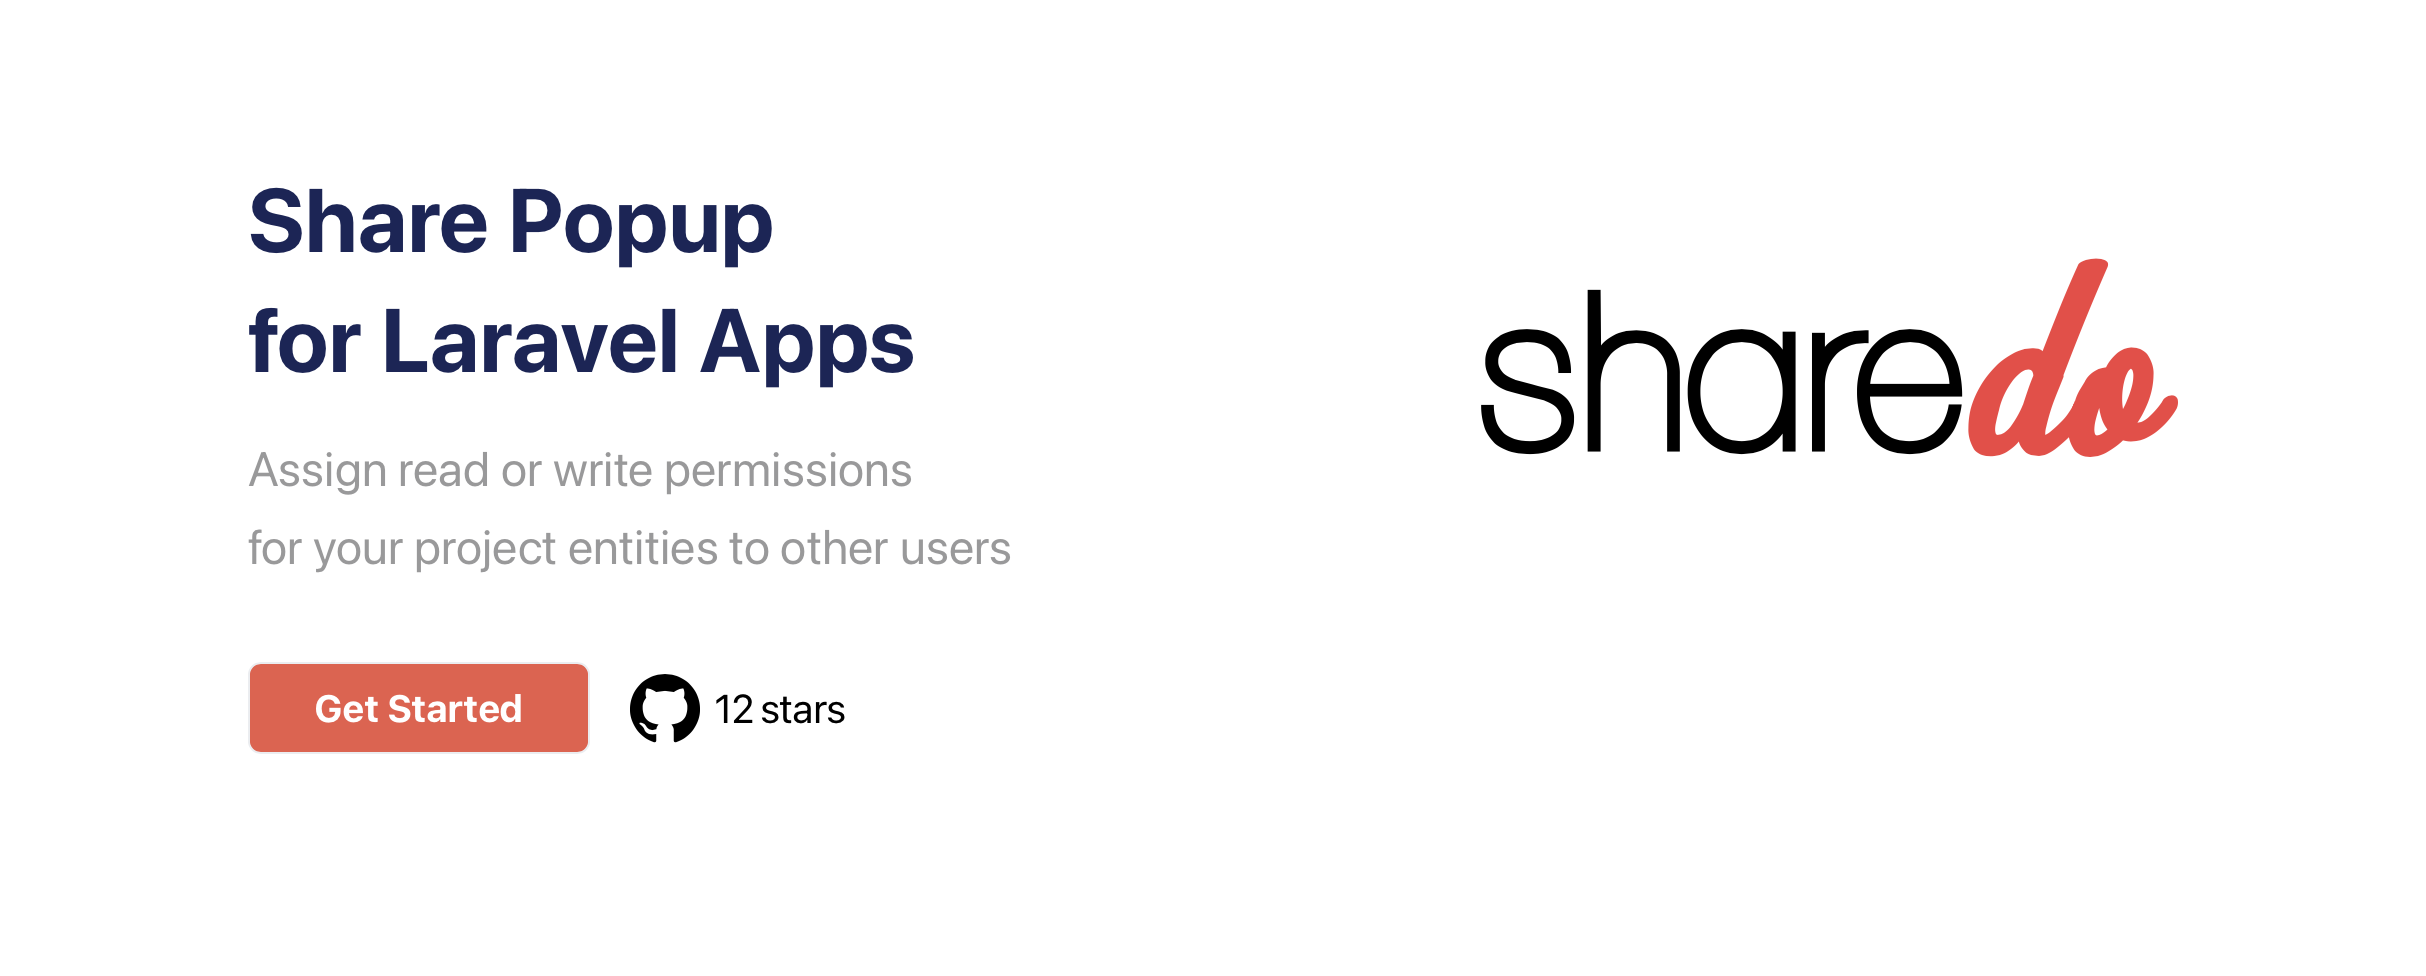 Share Popup
for Laravel Apps
Assign read or write permissions
for your project entities to other users
Get Started
12 stars
sharedo